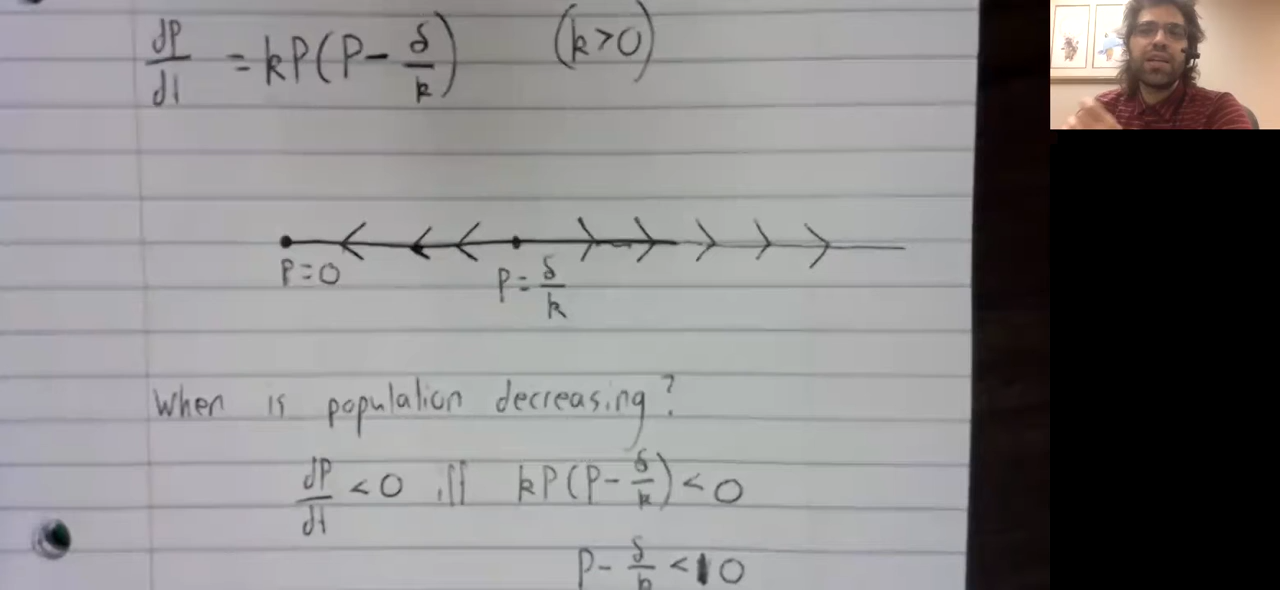 dP/dt = kP(P - δ/k) (k>0)
P=0 P=δ/k
When is population decreasing?
dP/dt < 0 iff kP(P - δ/k) < 0
P - δ/k < 0